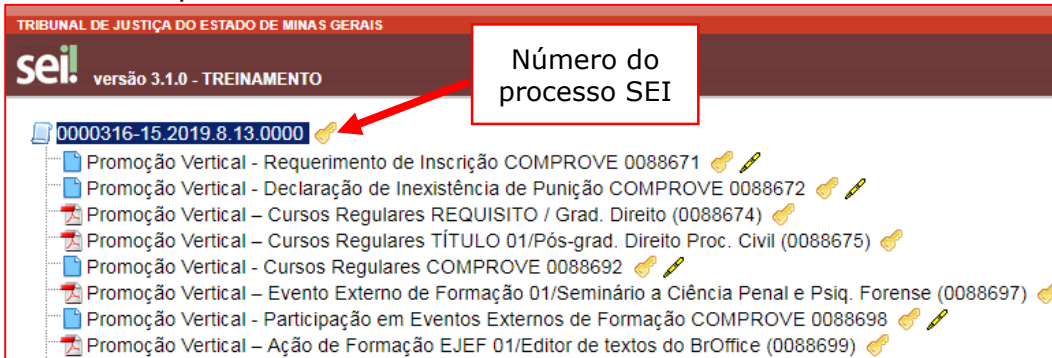 TRIBUNAL DE JUSTIÇA DO ESTADO DE MINAS GERAIS
sei! versão 3.1.0 - TREINAMENTO
Número do
processo SEI
0000316-15.2019.8.13.0000
Promoção Vertical - Requerimento de Inscrição COMPROVE 0088671
Promoção Vertical - Declaração de Inexistência de Punição COMPROVE 0088672
Promoção Vertical – Cursos Regulares REQUISITO / Grad. Direito (0088674)
Promoção Vertical – Cursos Regulares TÍTULO 01/Pós-grad. Direito Proc. Civil (0088675)
Promoção Vertical - Cursos Regulares COMPROVE 0088692
Promoção Vertical – Evento Externo de Formação 01/Seminário a Ciência Penal e Psiq. Forense (0088697)
Promoção Vertical - Participação em Eventos Externos de Formação COMPROVE 0088698
Promoção Vertical – Ação de Formação EJEF 01/Editor de textos do BrOffice (0088699)